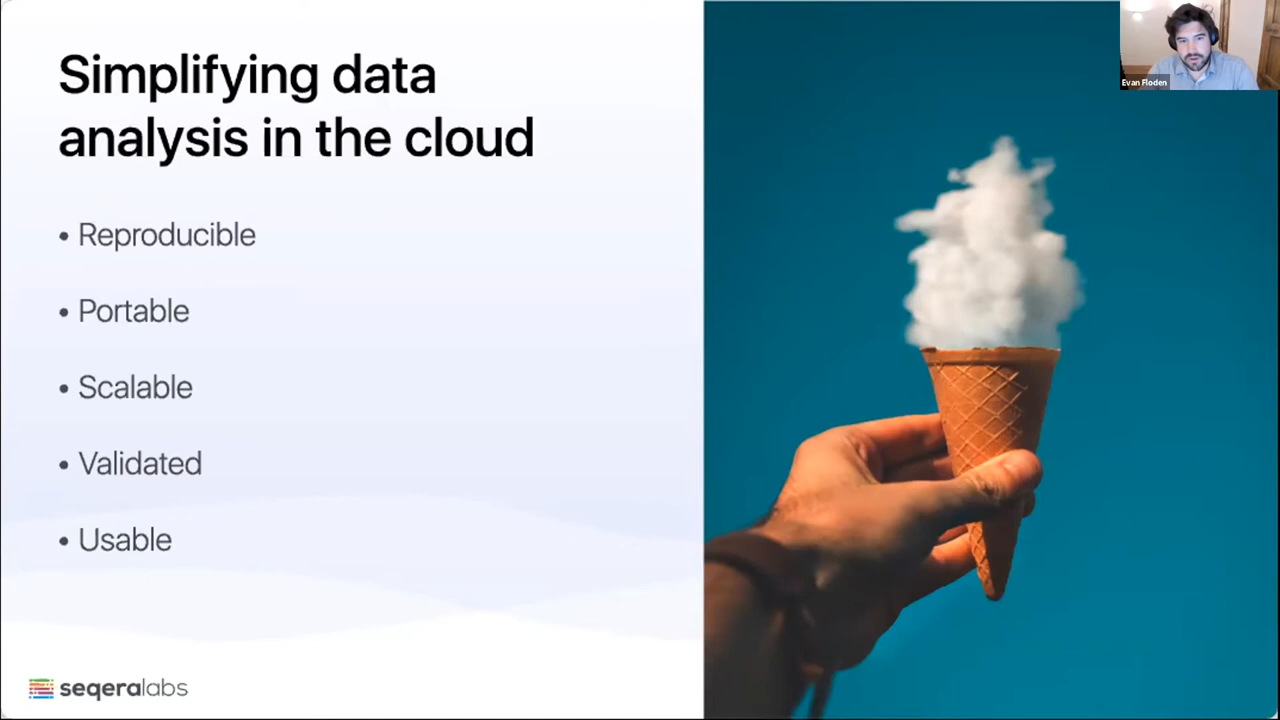 Simplifying data
analysis in the cloud
• Reproducible
• Portable
• Scalable
• Validated
• Usable
seqeralabs
Evan Floden